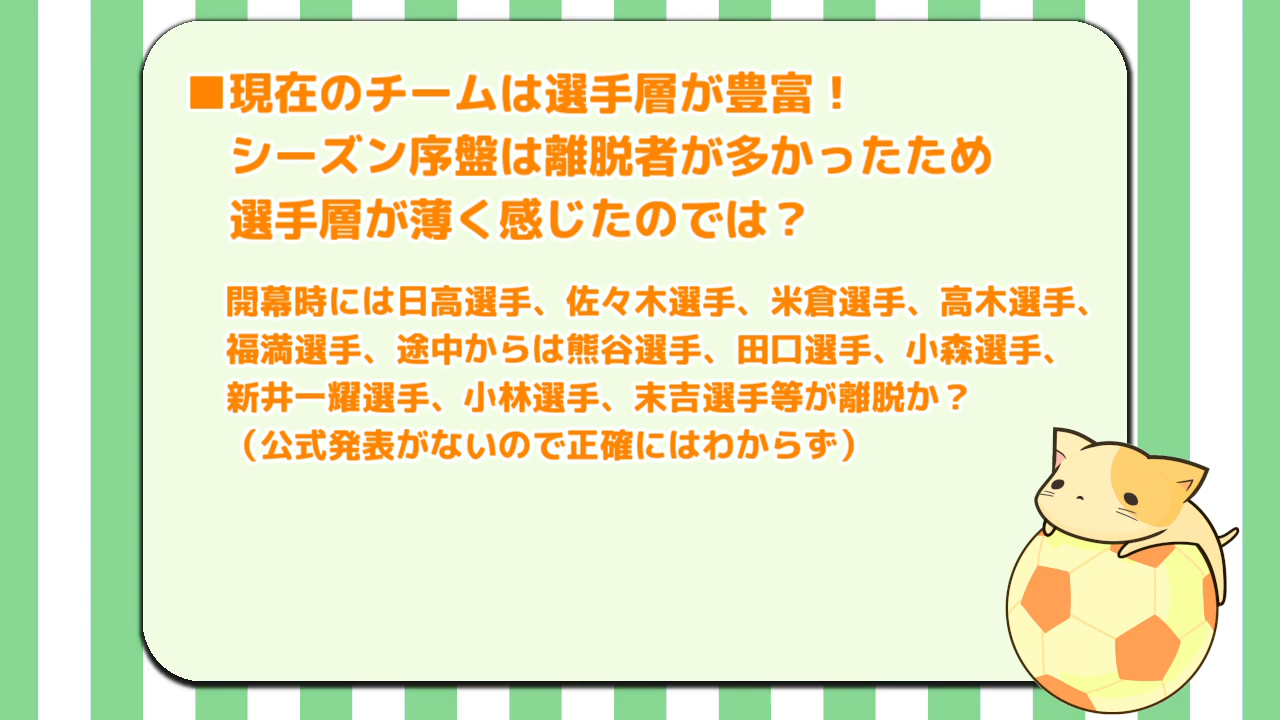 ■現在のチームは選手層が豊富！
シーズン序盤は離脱者が多かったため
選手層が薄く感じたのでは？
開幕時には日高選手、佐々木選手、米倉選手、高木選手、
福満選手、途中からは熊谷選手、田口選手、小森選手、
新井一耀選手、小林選手、末吉選手等が離脱か？
（公式発表がないので正確にはわからず）